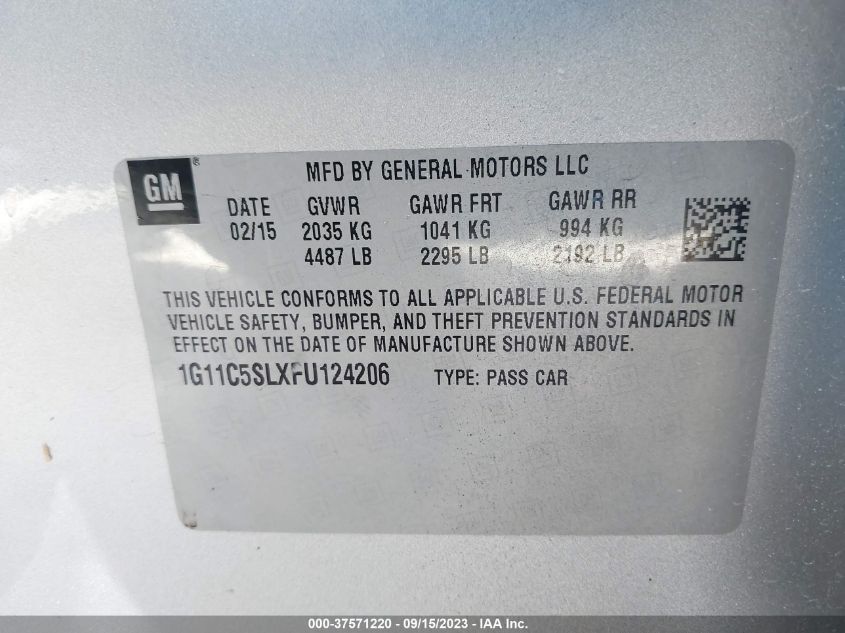 GM ®
MFD BY GENERAL MOTORS LLC
DATE GVWR GAWR FRT GAWR RR
02/15 2035 KG 1041 KG 994 KG
4487 LB 2295 LB 2192 LB
THIS VEHICLE CONFORMS TO ALL APPLICABLE U.S. FEDERAL MOTOR
VEHICLE SAFETY, BUMPER, AND THEFT PREVENTION STANDARDS IN
EFFECT ON THE DATE OF MANUFACTURE SHOWN ABOVE.
1G11C5SLXFU124206 TYPE: PASS CAR
000-37571220 - 09/15/2023 - IAA Inc.